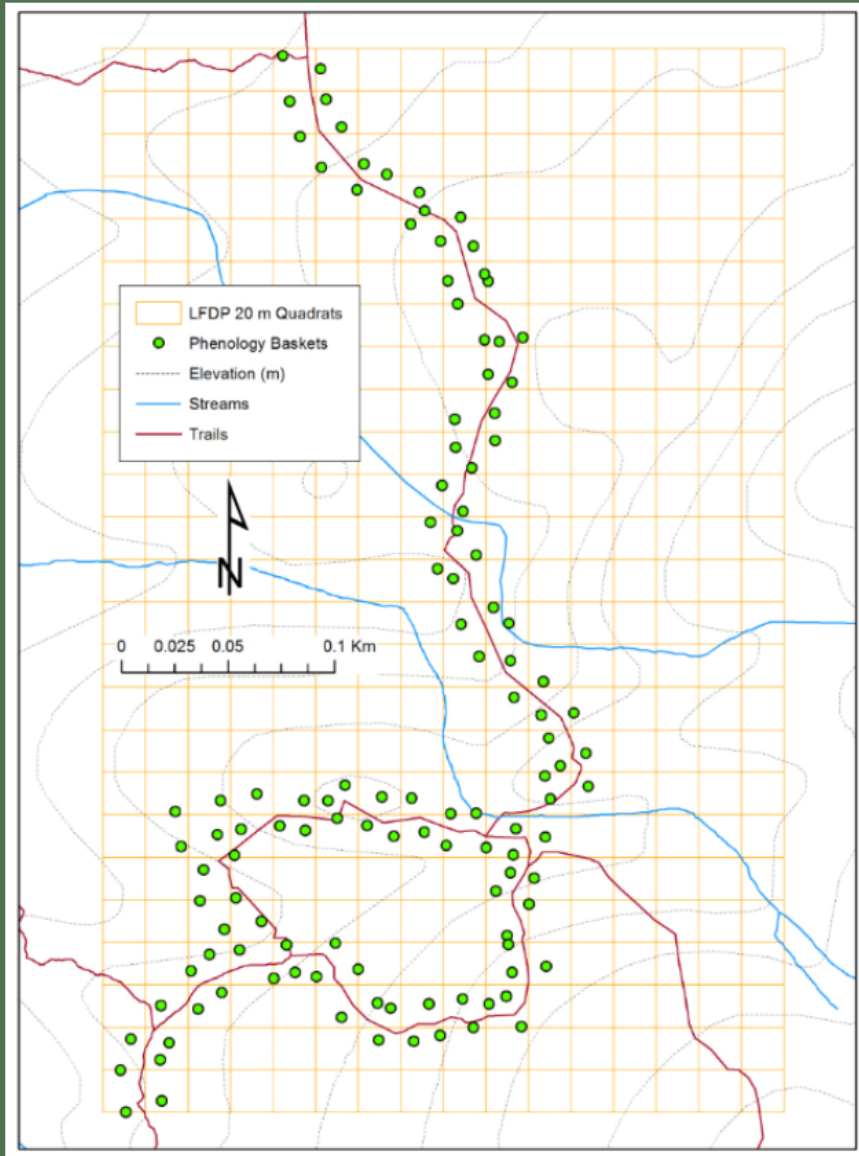 LFDP 20 m Quadrats
Phenology Baskets
Elevation (m)
Streams
Trails
N
0 0.025 0.05 0.1 Km